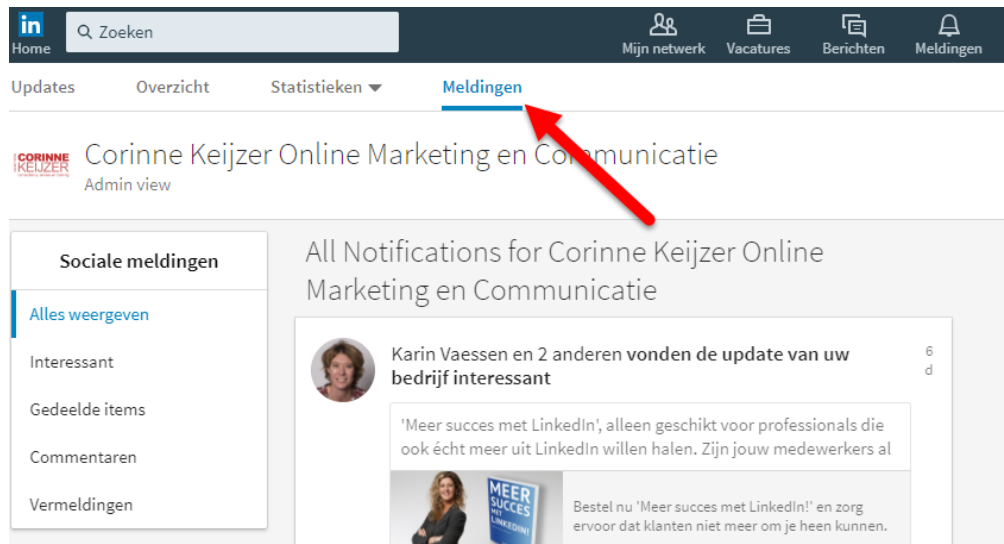 in
Home
Zoeken
Mijn netwerk
Vacatures
Berichten
Meldingen
Updates
Overzicht
Statistieken
Meldingen
CORINNE
KEIJZER
Corinne Keijzer Online Marketing en Communicatie
Admin view
Sociale meldingen
Alles weergeven
Interessant
Gedeelde items
Commentaren
Vermeldingen
All Notifications for Corinne Keijzer Online
Marketing en Communicatie
Karin Vaessen en 2 anderen vonden de update van uw
bedrijf interessant
6
d
'Meer succes met LinkedIn', alleen geschikt voor professionals die
ook écht meer uit LinkedIn willen halen. Zijn jouw medewerkers al
MEER
SUCCES
MET
LINKEDIN!
Bestel nu 'Meer succes met LinkedIn!' en zorg
ervoor dat klanten niet meer om je heen kunnen.